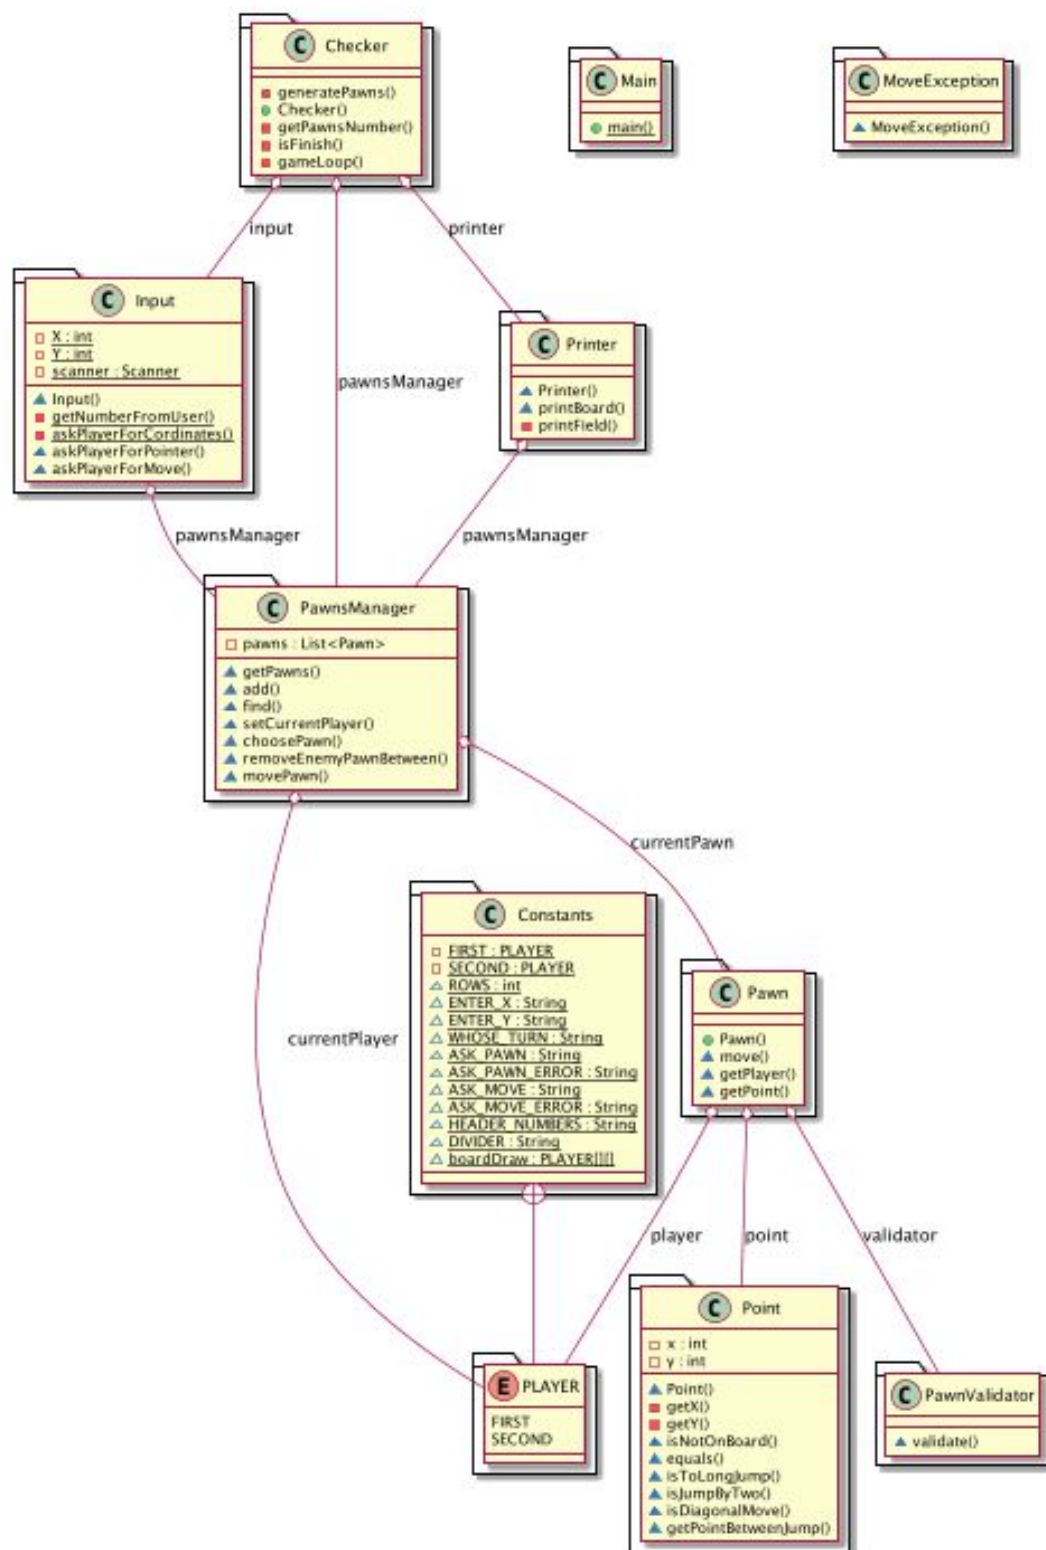 C Checker
generatePawns()
Checker()
getPawnsNumber()
isFinish()
gameLoop()
C Main
main()
C MoveException
MoveException()
input
printer
pawnsManager
C Input
X : int
Y : int
scanner : Scanner
Input()
getNumberFromUser()
askPlayerForCordinates()
askPlayerForPointer()
askPlayerForMove()
C Printer
Printer()
printBoard()
printField()
pawnsManager
pawnsManager
C PawnsManager
pawns : List<Pawn>
getPawns()
add()
find()
setCurrentPlayer()
choosePawn()
removeEnemyPawnBetween()
movePawn()
currentPawn
currentPlayer
C Constants
FIRST : PLAYER
SECOND : PLAYER
ROWS : int
ENTER_X : String
ENTER_Y : String
WHOSE_TURN : String
ASK_PAWN : String
ASK_PAWN_ERROR : String
ASK_MOVE : String
ASK_MOVE_ERROR : String
HEADER_NUMBERS : String
DIVIDER : String
boardDraw : PLAYER[][]
C Pawn
Pawn()
move()
getPlayer()
getPoint()
player
point
validator
E PLAYER
FIRST
SECOND
C Point
x : int
y : int
Point()
getX()
getY()
isNotOnBoard()
equals()
isToLongJump()
isJumpByTwo()
isDiagonalMove()
getPointBetweenJump()
C PawnValidator
validate()